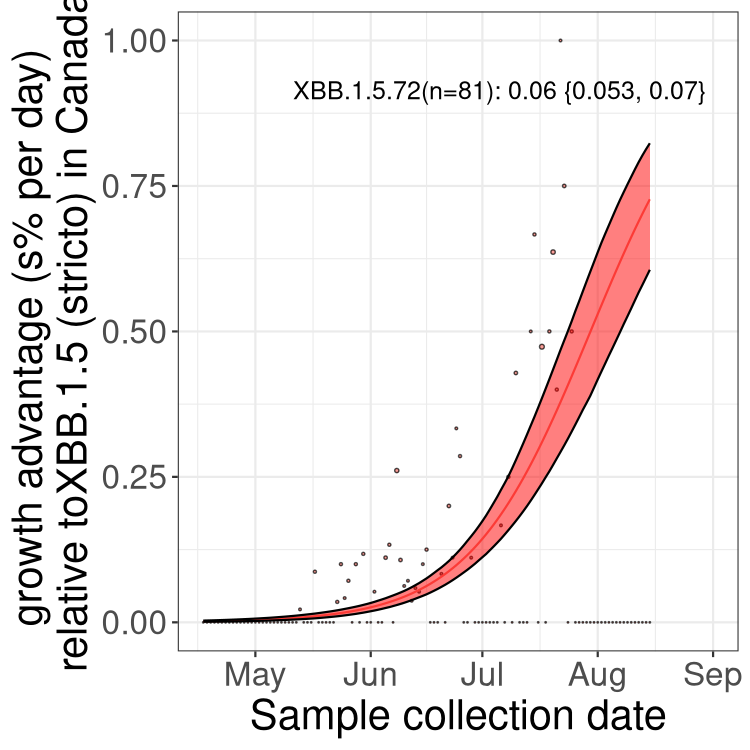 growth advantage (s% per day)
relative toXBB.1.5 (stricto) in Canada
1.00
0.75
0.50
0.25
0.00
XBB.1.5.72(n=81): 0.06 {0.053, 0.07}
May Jun Jul Aug Sep
Sample collection date